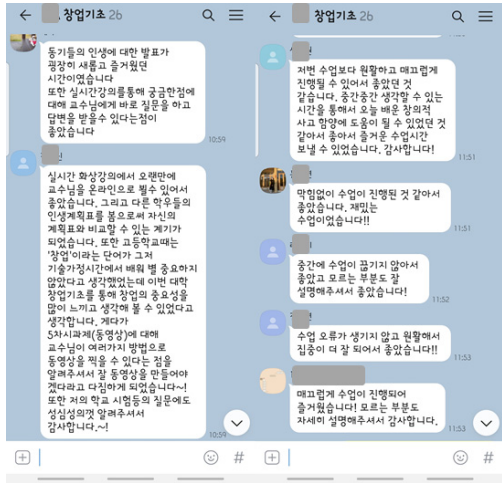 창업기초 26
동기들의 인생에 대한 발표가
굉장히 새롭고 즐거웠던
시간이였습니다
또한 실시간강의를 통해 궁금한점에
대해 교수님에게 바로 질문을 하고
답변을 받을수 있다는점이
좋았습니다
10:59
실시간 화상강의에서 오랜만에
교수님을 온라인으로 뵐수 있어서
좋았습니다. 그리고 다른 학우들의
인생계획표를 봄으로써 자신의
계획표와 비교할 수 있는 계기가
되었습니다. 또한 고등학교때는
'창업'이라는 단어가 그저
기술가정시간에서 배워 별 중요하지
않았다고 생각했었는데 이번 대학
창업기초를 통해 창업의 중요성을
많이 느끼고 생각해 볼 수 있었다고
생각합니다. 게다가
5차시과제(동영상)에 대해
교수님이 여러가지 방법으로
동영상을 찍을 수 있다는 점을
알려주셔서 잘 동영상을 만들어야
겠다라고 다짐하게 되었습니다~!
또한 저의 학교 시험등의 질문에도
성심성의껏 알려주셔서
감사합니다.~!
10:59
#
창업기초 26
저번 수업보다 원활하고 매끄럽게
진행될 수 있어서 좋았던 것
같습니다. 중간중간 생각할 수 있는
시간을 통해서 오늘 배운 창의적
사고 함양에 도움이 될 수 있었던 것
같아서 좋아서 즐거운 수업시간
보낼 수 있었습니다. 감사합니다!
11:51
막힘없이 수업이 진행된 것 같아서
좋았습니다. 재밌는
수업이었습니다!!
11:51
중간에 수업이 끊기지 않아서
좋았고 모르는 부분도 잘
설명해주셔서 좋았습니다!
11:52
수업 오류가 생기지 않고 원활해서
집중이 더 잘 되어서 좋았습니다!!
11:53
매끄럽게 수업이 진행되어
즐거웠습니다! 모르는 부분도
자세히 설명해주셔서 감사합니다.
11:53
#